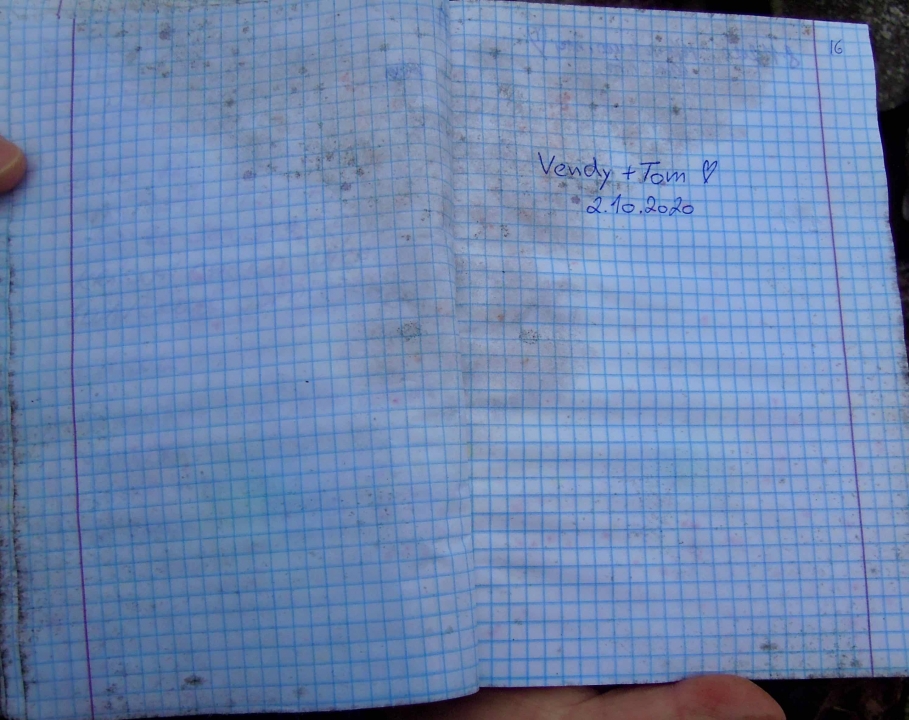 16
Vendy + Tom ♡
2.10.2020